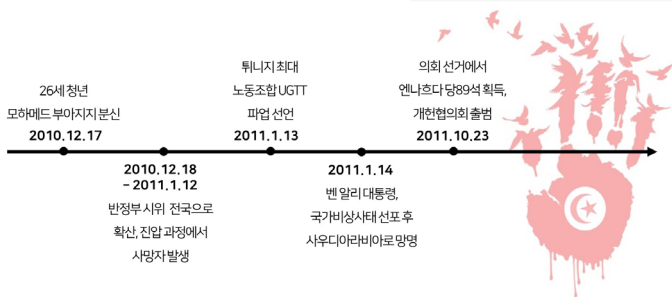 26세 청년
모하메드 부아지지 분신
2010.12.17
2010.12.18
- 2011.1.12
반정부 시위 전국으로
확산, 진압 과정에서
사망자 발생
튀니지 최대
노동조합 UGTT
파업 선언
2011.1.13
2011.1.14
벤 알리 대통령,
국가비상사태 선포 후
사우디아라비아로 망명
의회 선거에서
엔나흐다 당 89석 획득,
개헌협의회 출범
2011.10.23